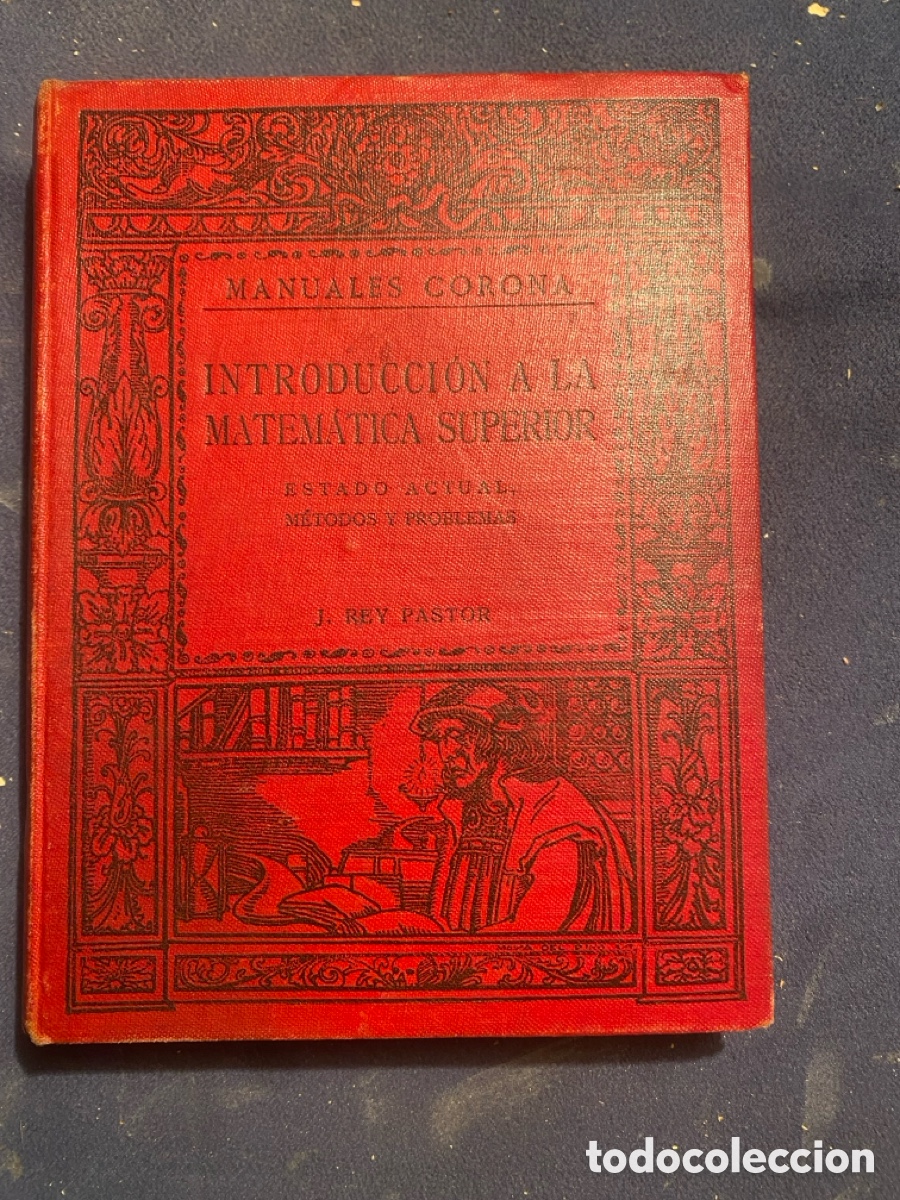 MANUALES CORONA
INTRODUCCIÓN A LA
MATEMÁTICA SUPERIOR
ESTADO ACTUAL,
MÉTODOS Y PROBLEMAS
J. REY PASTOR
todocoleccion